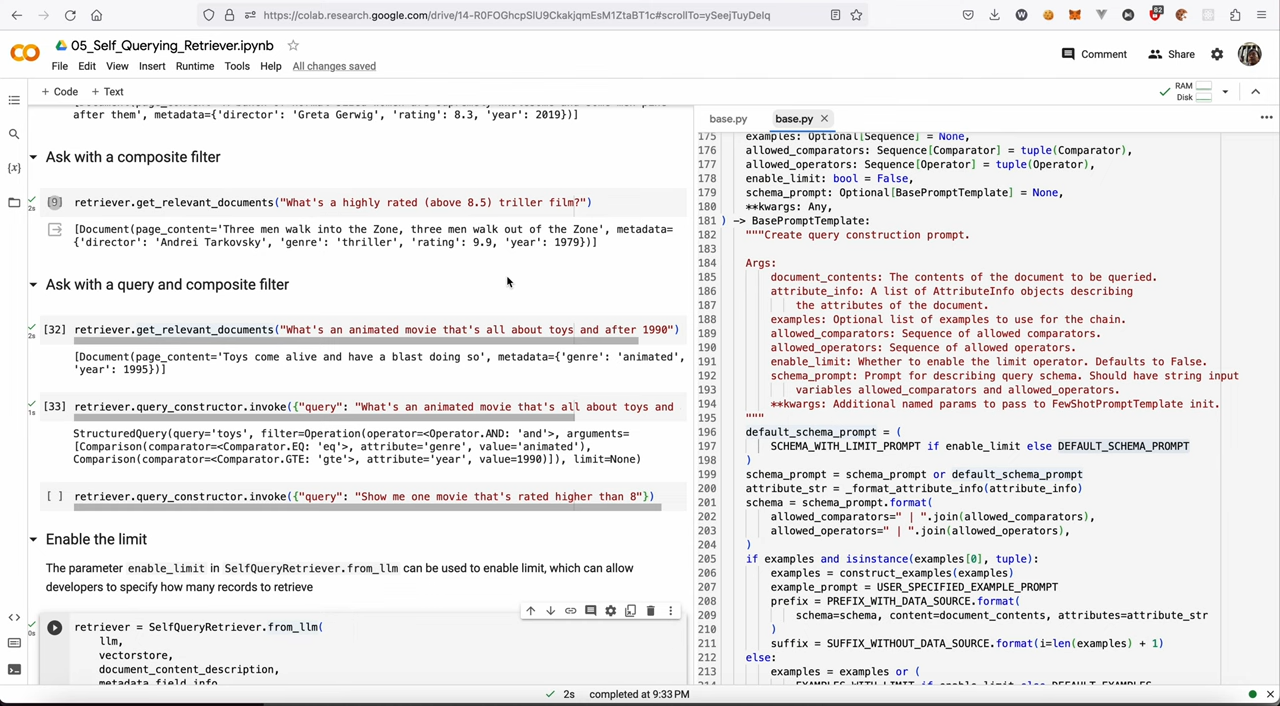 https://colab.research.google.com/drive/14-R0FOGhcpSlU9CkakjqmEsM1ZtaBT1c#scrollTo=ySeejTuyDelq
82
05_Self_Querying_Retriever.ipynb
File Edit View Insert Runtime Tools Help All changes saved
Comment Share
+ Code + Text
RAM
Disk
after them', metadata={'director': 'Greta Gerwig', 'rating': 8.3, 'year': 2019})]
Ask with a composite filter
[9] retriever.get_relevant_documents("What's a highly rated (above 8.5) triller film?")
2s
[Document(page_content='Three men walk into the Zone, three men walk out of the Zone', metadata=
{'director': 'Andrei Tarkovsky', 'genre': 'thriller', 'rating': 9.9, 'year': 1979})]
Ask with a query and composite filter
[32] retriever.get_relevant_documents("What's an animated movie that's all about toys and after 1990")
2s
[Document(page_content='Toys come alive and have a blast doing so', metadata={'genre': 'animated',
'year': 1995})]
[33] retriever.query_constructor.invoke({"query": "What's an animated movie that's all about toys and
1s
StructuredQuery(query='toys', filter=Operation(operator=<Operator.AND: 'and'>, arguments=
[Comparison(comparator=<Comparator.EQ: 'eq'>, attribute='genre', value='animated'),
Comparison(comparator=<Comparator.GTE: 'gte'>, attribute='year', value=1990)]), limit=None)
[ ] retriever.query_constructor.invoke({"query": "Show me one movie that's rated higher than 8"})
Enable the limit
The parameter enable_limit in SelfQueryRetriever.from_llm can be used to enable limit, which can allow
developers to specify how many records to retrieve
0s
retriever = SelfQueryRetriever.from_llm(
llm,
vectorstore,
document_content_description,
metadata_field_info,
base.py base.py
175 examples: Optional[Sequence] = None,
176 allowed_comparators: Sequence[Comparator] = tuple(Comparator),
177 allowed_operators: Sequence[Operator] = tuple(Operator),
178 enable_limit: bool = False,
179 schema_prompt: Optional[BasePromptTemplate] = None,
180 **kwargs: Any,
181 ) -> BasePromptTemplate:
182 """Create query construction prompt.
183
184 Args:
185 document_contents: The contents of the document to be queried.
186 attribute_info: A list of AttributeInfo objects describing
187 the attributes of the document.
188 examples: Optional list of examples to use for the chain.
189 allowed_comparators: Sequence of allowed comparators.
190 allowed_operators: Sequence of allowed operators.
191 enable_limit: Whether to enable the limit operator. Defaults to False.
192 schema_prompt: Prompt for describing query schema. Should have string input
193 variables allowed_comparators and allowed_operators.
194 **kwargs: Additional named params to pass to FewShotPromptTemplate init.
195 """
196 default_schema_prompt = (
197 SCHEMA_WITH_LIMIT_PROMPT if enable_limit else DEFAULT_SCHEMA_PROMPT
198 )
199 schema_prompt = schema_prompt or default_schema_prompt
200 attribute_str = _format_attribute_info(attribute_info)
201 schema = schema_prompt.format(
202 allowed_comparators=" | ".join(allowed_comparators),
203 allowed_operators=" | ".join(allowed_operators),
204 )
205 if examples and isinstance(examples[0], tuple):
206 examples = construct_examples(examples)
207 example_prompt = USER_SPECIFIED_EXAMPLE_PROMPT
208 prefix = PREFIX_WITH_DATA_SOURCE.format(
209 schema=schema, content=document_contents, attributes=attribute_str
210 )
211 suffix = SUFFIX_WITHOUT_DATA_SOURCE.format(i=len(examples) + 1)
212 else:
213 examples = examples or (
214 EXAMPLES_WITH_LIMIT if enable_limit else DEFAULT_EXAMPLES
2s completed at 9:33 PM